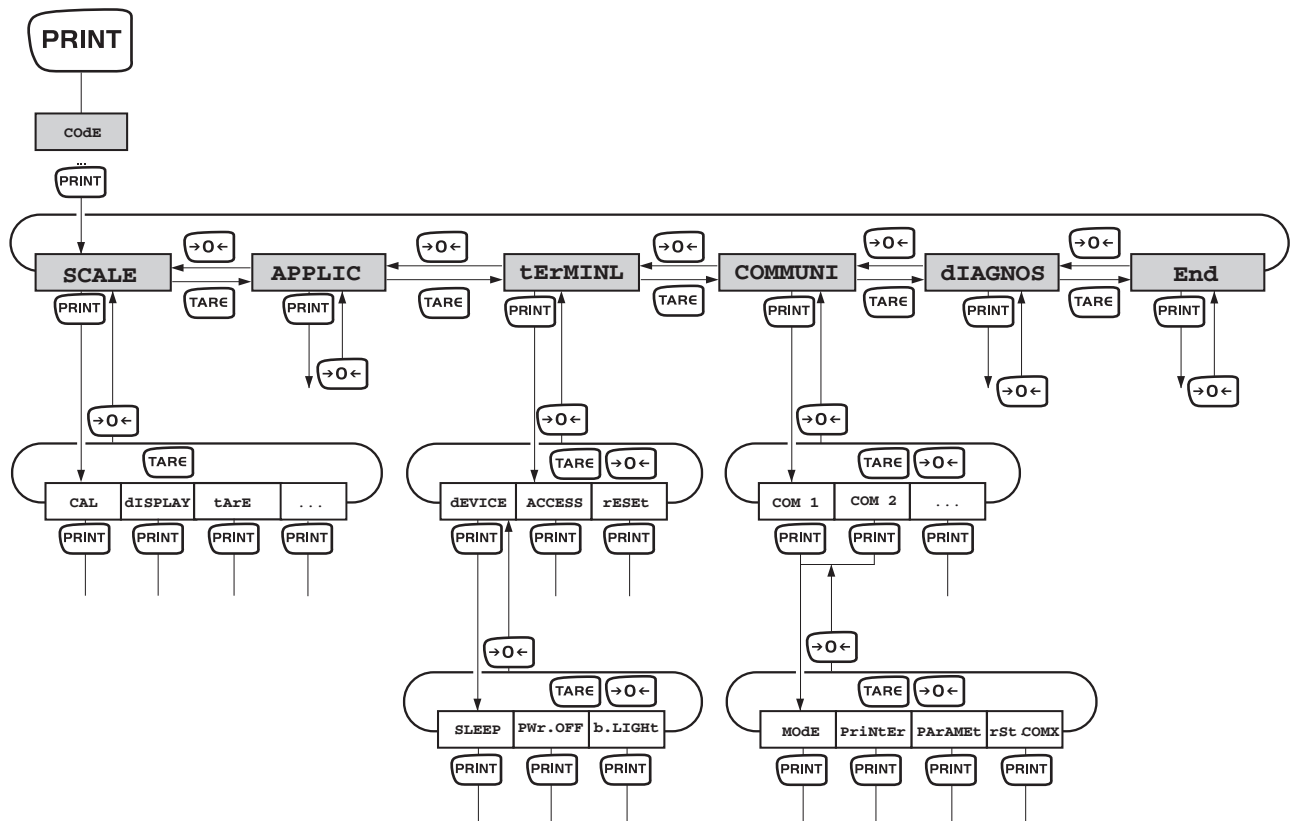 PRINT
COdE
...
PRINT
→0← →0← →0← →0← →0←
SCALE APPLIC tErMINL COMMUNI dIAGNOS End
TARE TARE TARE TARE TARE
PRINT PRINT PRINT PRINT PRINT PRINT
→0← →0← →0←
→0← →0← →0←
TARE TARE →0← TARE →0←
CAL dISPLAY tArE ... dEVICE ACCESS rESEt COM 1 COM 2 ...
PRINT PRINT PRINT PRINT PRINT PRINT PRINT PRINT PRINT PRINT
→0← →0←
TARE →0← TARE →0←
SLEEP PWr.OFF b.LIGHt MOdE PriNtEr PArAMEt rSt.COMX
PRINT PRINT PRINT PRINT PRINT PRINT PRINT